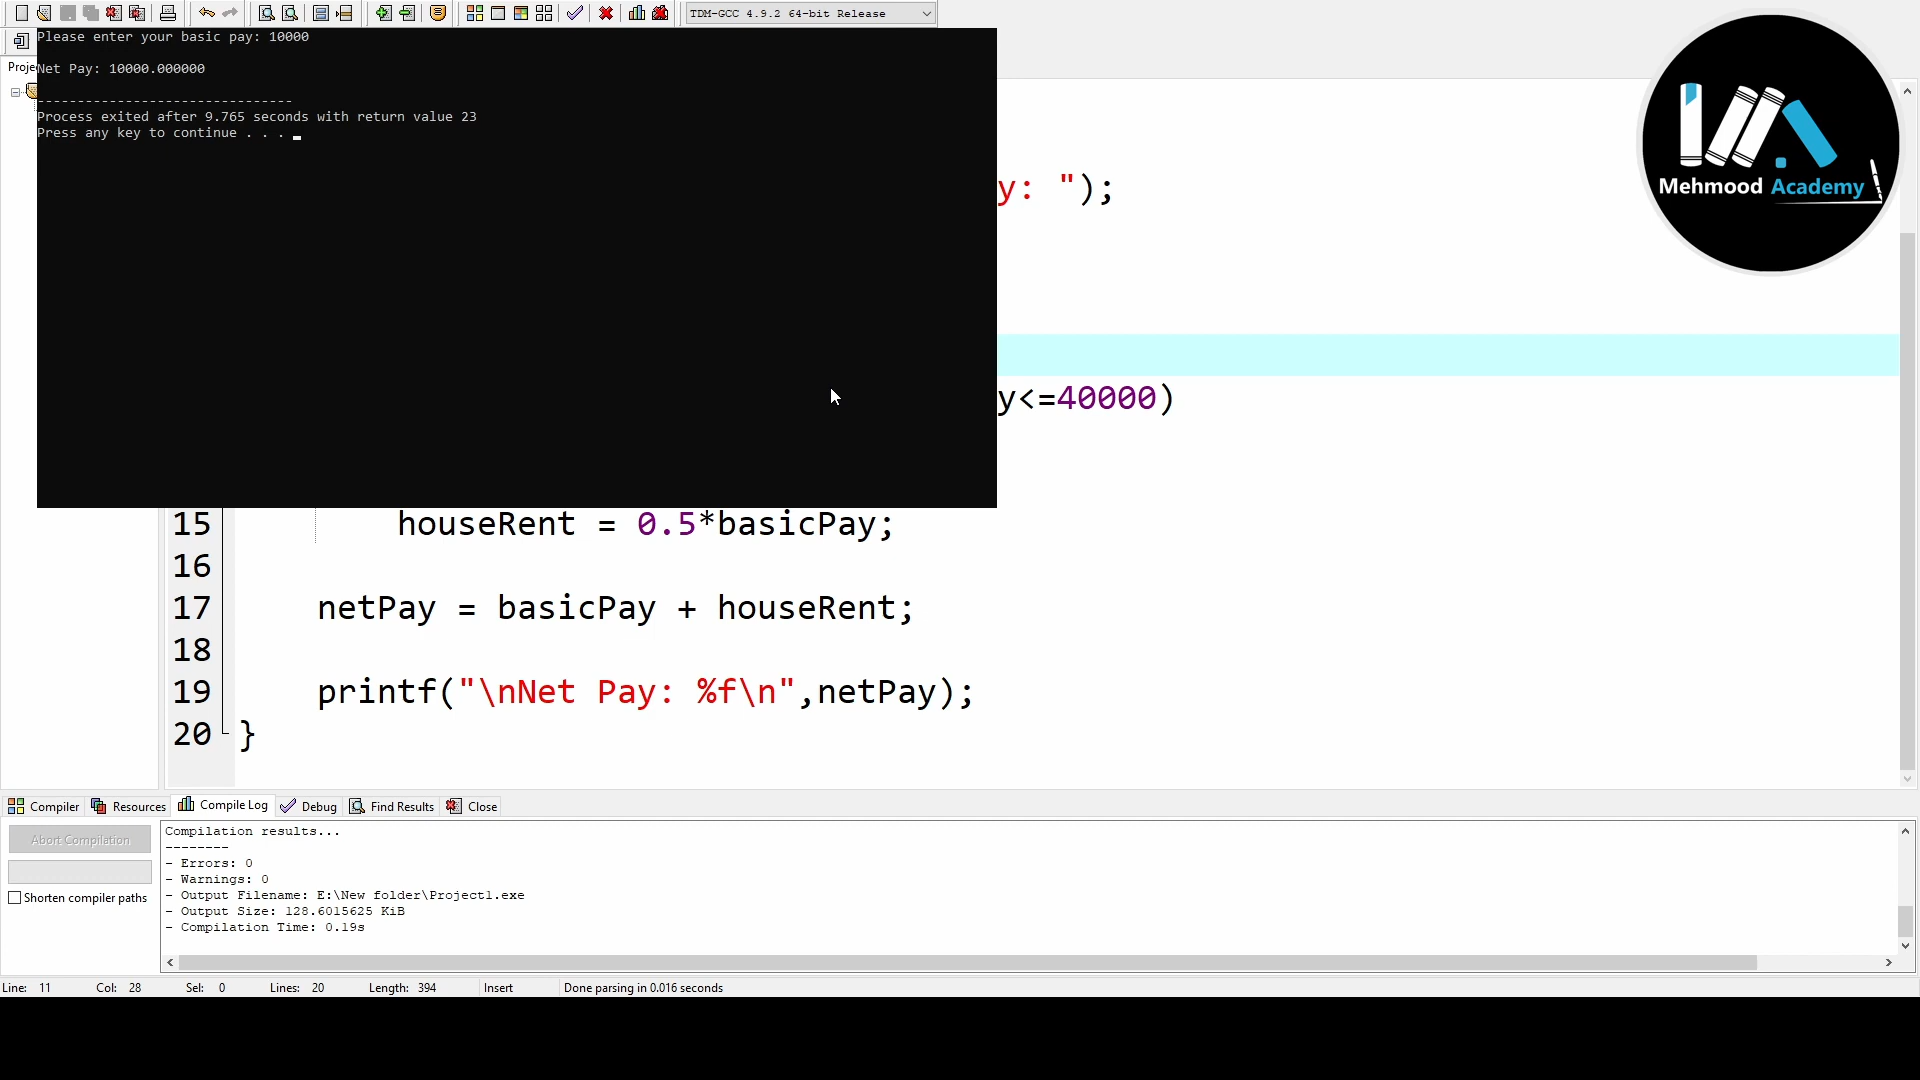 TDM-GCC 4.9.2 64-bit Release
Please enter your basic pay: 10000
Net Pay: 10000.000000
--------------------------------
Process exited after 9.765 seconds with return value 23
Press any key to continue . . .
Proje
Mehmood Academy
y: ");
y<=40000)
15 houseRent = 0.5*basicPay;
16
17 netPay = basicPay + houseRent;
18
19 printf("\nNet Pay: %f\n",netPay);
20 }
Compiler Resources Compile Log Debug Find Results Close
Abort Compilation
Shorten compiler paths
Compilation results...
--------
- Errors: 0
- Warnings: 0
- Output Filename: E:\New folder\Project1.exe
- Output Size: 128.6015625 KiB
- Compilation Time: 0.19s
Line: 11 Col: 28 Sel: 0 Lines: 20 Length: 394 Insert Done parsing in 0.016 seconds